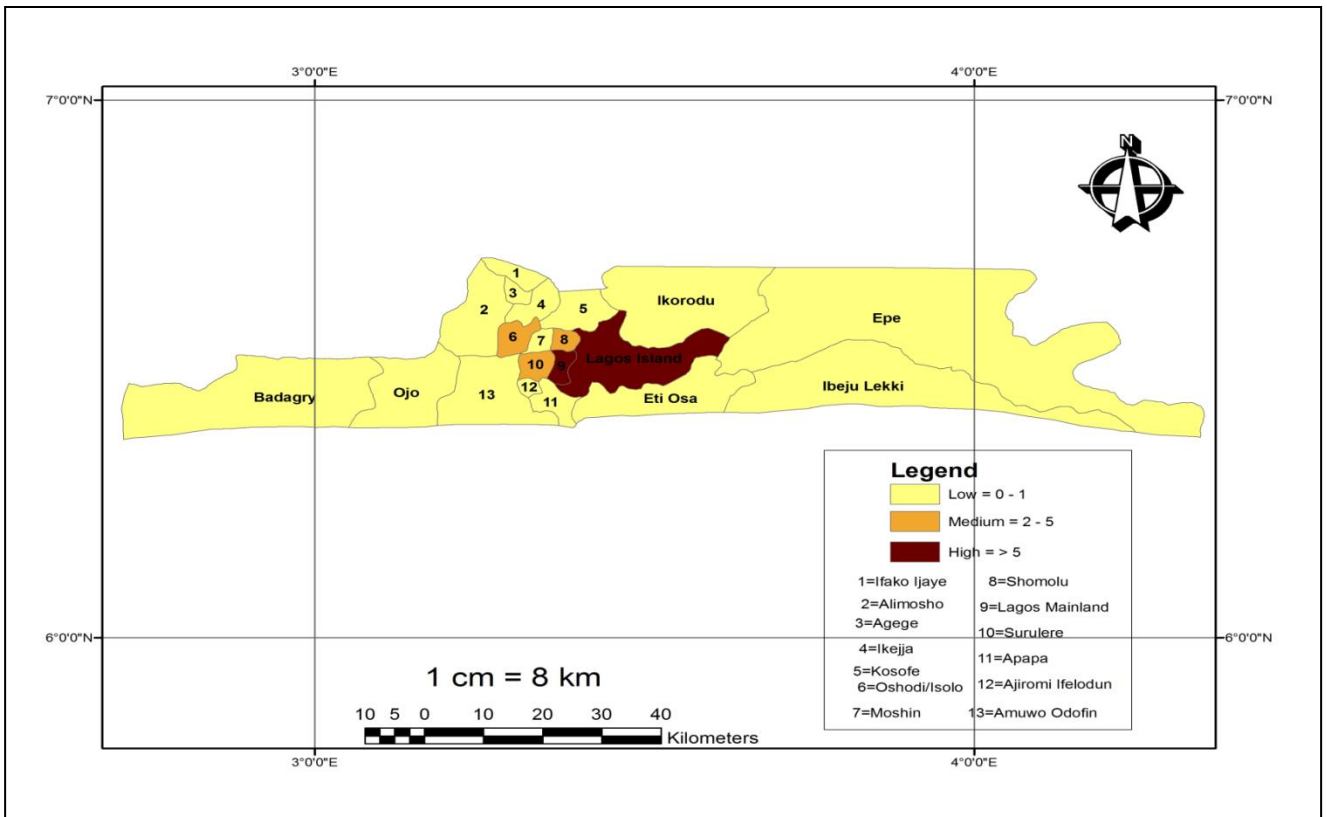 3°0'0"E 4°0'0"E
7°0'0"N 7°0'0"N
N
1
3
2 4 5
Ikorodu
Epe
6 7 8
Lagos Island
9
10
Badagry Ojo 13 12 11 Eti Osa Ibeju Lekki
Legend
Low = 0 - 1
Medium = 2 - 5
High = > 5
1=Ifako Ijaye 8=Shomolu
2=Alimosho 9=Lagos Mainland
3=Agege 10=Surulere
4=Ikejja 11=Apapa
5=Kosofe
6=Oshodi/Isolo 12=Ajiromi Ifelodun
7=Moshin 13=Amuwo Odofin
6°0'0"N 6°0'0"N
1 cm = 8 km
10 5 0 10 20 30 40
Kilometers
3°0'0"E 4°0'0"E